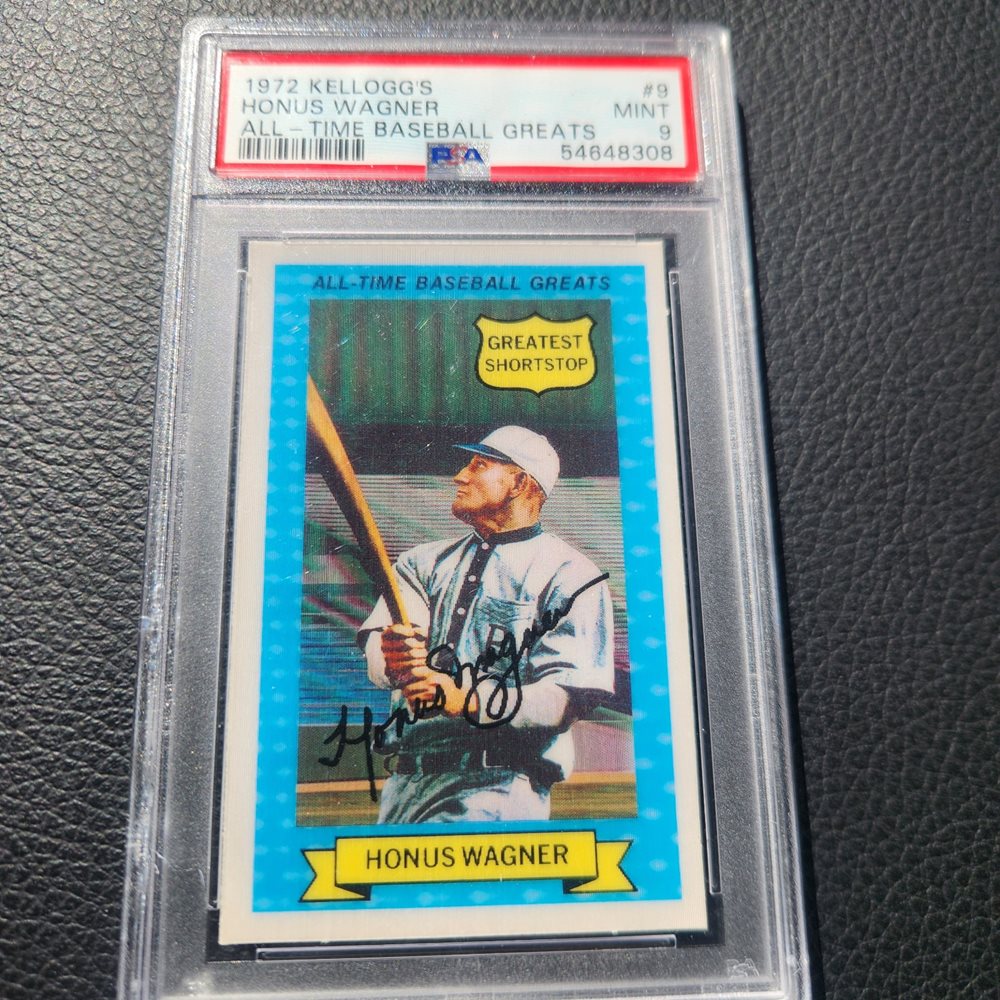 1972 KELLOGG'S #9
HONUS WAGNER MINT
ALL - TIME BASEBALL GREATS 9
PSA 54648308
ALL-TIME BASEBALL GREATS
GREATEST
SHORTSTOP
Honus Wagner
HONUS WAGNER
PSA